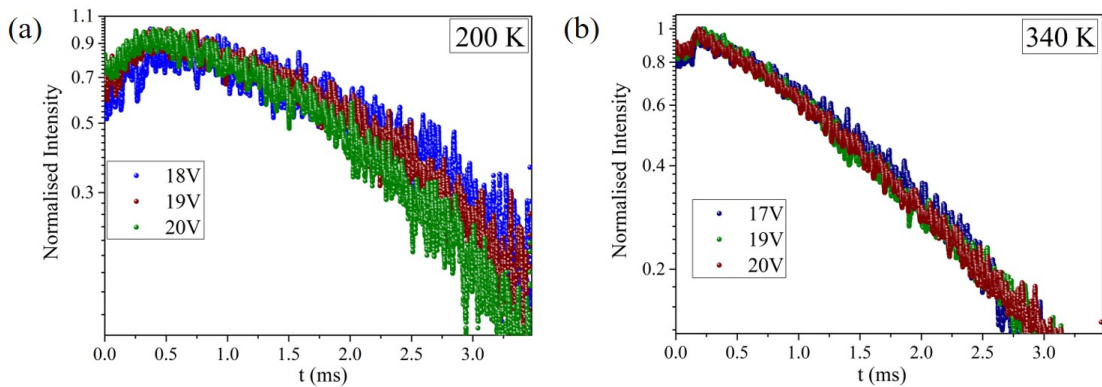 (a)
200 K
Normalised Intensity
1.1
0.9
0.7
0.5
0.3
18V
19V
20V
0.0 0.5 1.0 1.5 2.0 2.5 3.0 3.5
t (ms)
(b)
340 K
Normalised Intensity
1
0.8
0.6
0.4
0.2
17V
19V
20V
0.0 0.5 1.0 1.5 2.0 2.5 3.0
t (ms)